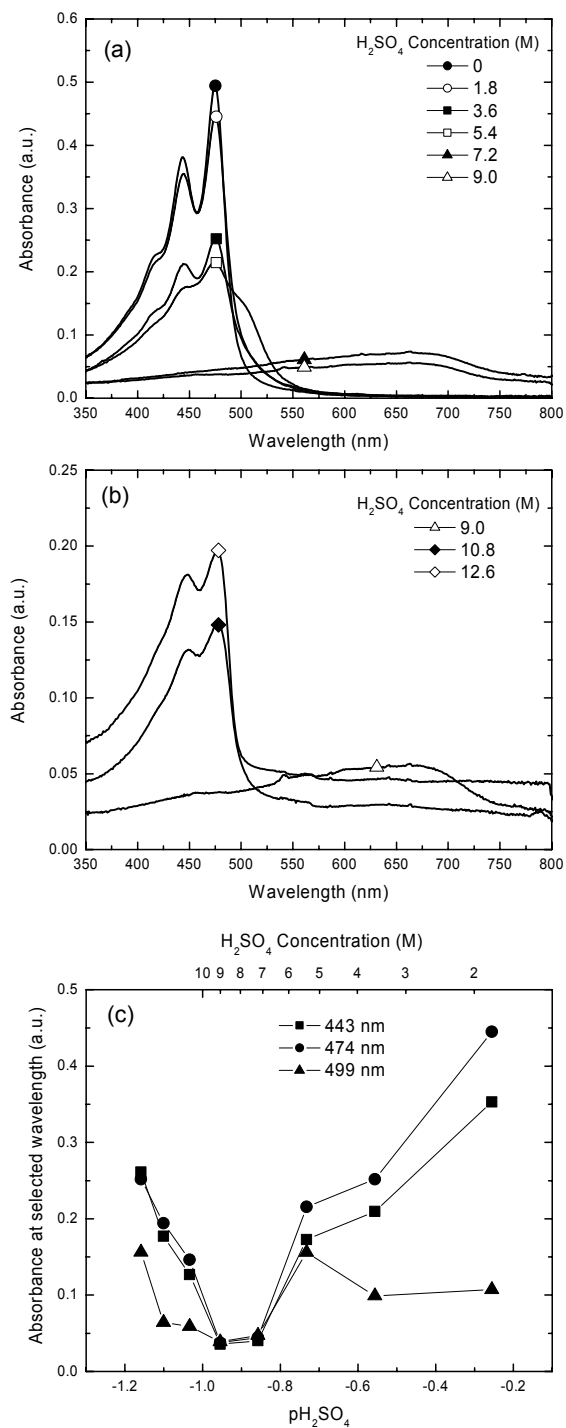 (a)
H₂SO₄ Concentration (M)
0
1.8
3.6
5.4
7.2
9.0
0.6
0.5
0.4
0.3
0.2
0.1
0.0
Absorbance (a.u.)
350 400 450 500 550 600 650 700 750 800
Wavelength (nm)
(b)
H₂SO₄ Concentration (M)
9.0
10.8
12.6
0.25
0.20
0.15
0.10
0.05
0.00
Absorbance (a.u.)
350 400 450 500 550 600 650 700 750 800
Wavelength (nm)
H₂SO₄ Concentration (M)
10 9 8 7 6 5 4 3 2
(c)
443 nm
474 nm
499 nm
0.5
0.4
0.3
0.2
0.1
0.0
Absorbance at selected wavelength (a.u.)
-1.2 -1.0 -0.8 -0.6 -0.4 -0.2
pH₂SO₄